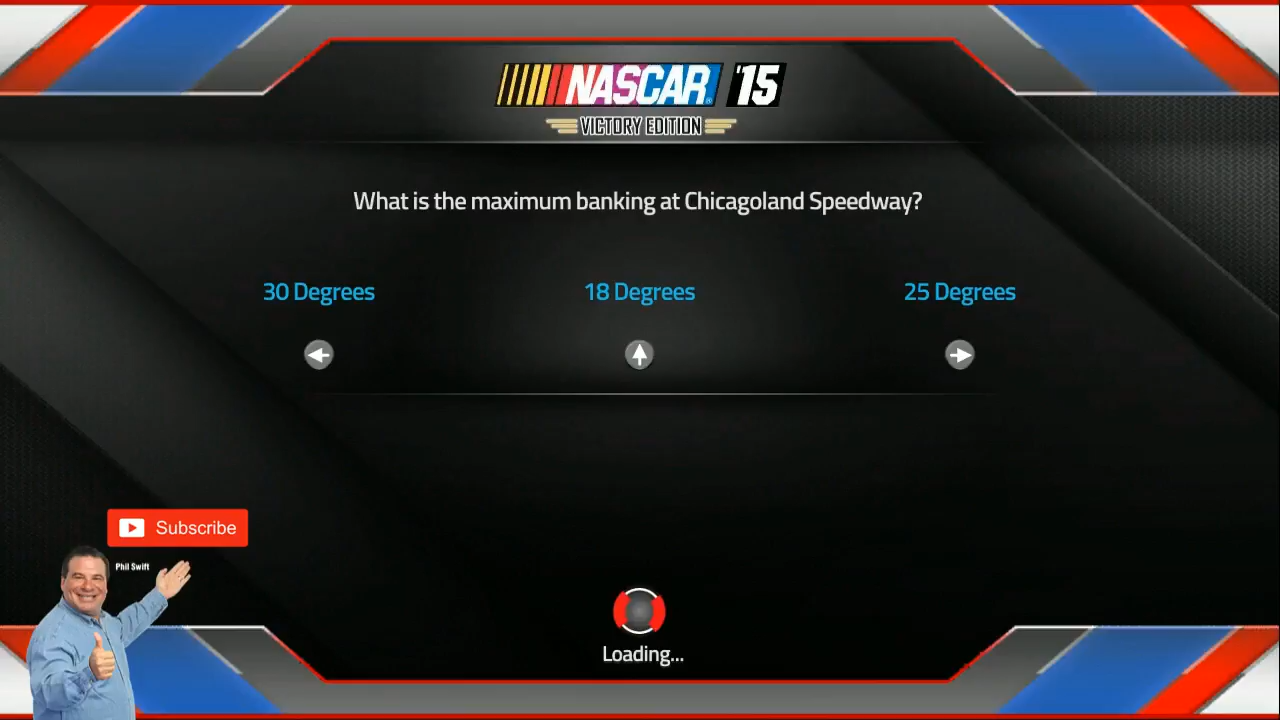 NASCAR '15
VICTORY EDITION
What is the maximum banking at Chicagoland Speedway?
30 Degrees
18 Degrees
25 Degrees
Subscribe
Phil Swift
Loading...